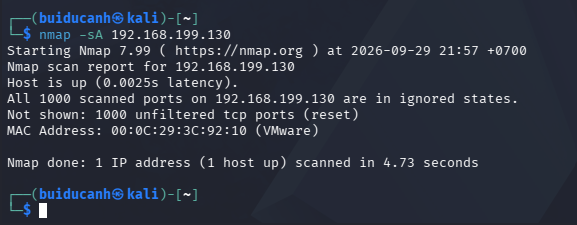 ┌──(buiducanh㉿kali)-[~]
└─$ nmap -sA 192.168.199.130
Starting Nmap 7.99 ( https://nmap.org ) at 2026-09-29 21:57 +0700
Nmap scan report for 192.168.199.130
Host is up (0.0025s latency).
All 1000 scanned ports on 192.168.199.130 are in ignored states.
Not shown: 1000 unfiltered tcp ports (reset)
MAC Address: 00:0C:29:3C:92:10 (VMware)
Nmap done: 1 IP address (1 host up) scanned in 4.73 seconds
┌──(buiducanh㉿kali)-[~]
└─$